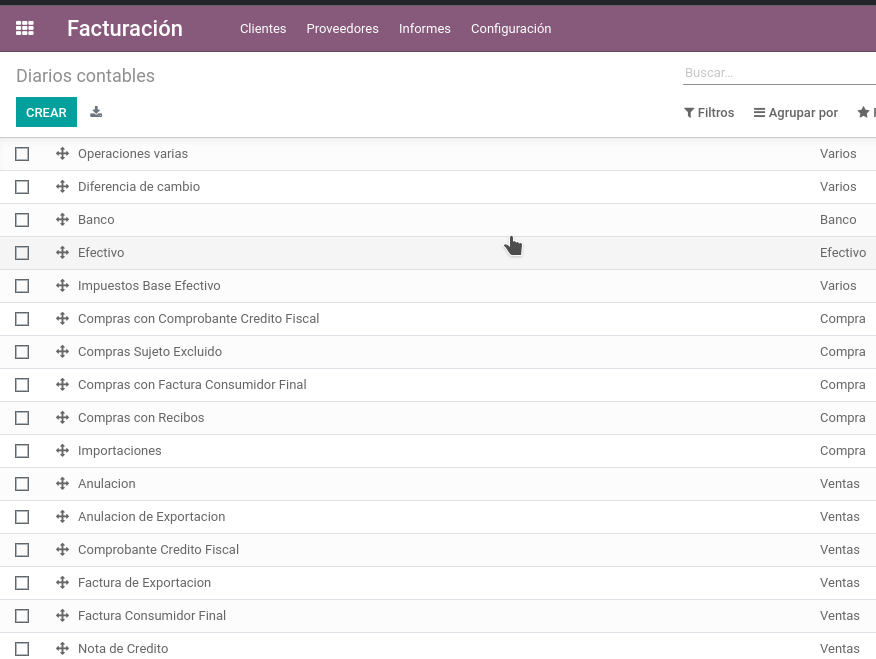 Facturación Clientes Proveedores Informes Configuración
Diarios contables Buscar...
CREAR Filtros Agrupar por
Operaciones varias Varios
Diferencia de cambio Varios
Banco Banco
Efectivo Efectivo
Impuestos Base Efectivo Varios
Compras con Comprobante Credito Fiscal Compra
Compras Sujeto Excluido Compra
Compras con Factura Consumidor Final Compra
Compras con Recibos Compra
Importaciones Compra
Anulacion Ventas
Anulacion de Exportacion Ventas
Comprobante Credito Fiscal Ventas
Factura de Exportacion Ventas
Factura Consumidor Final Ventas
Nota de Credito Ventas